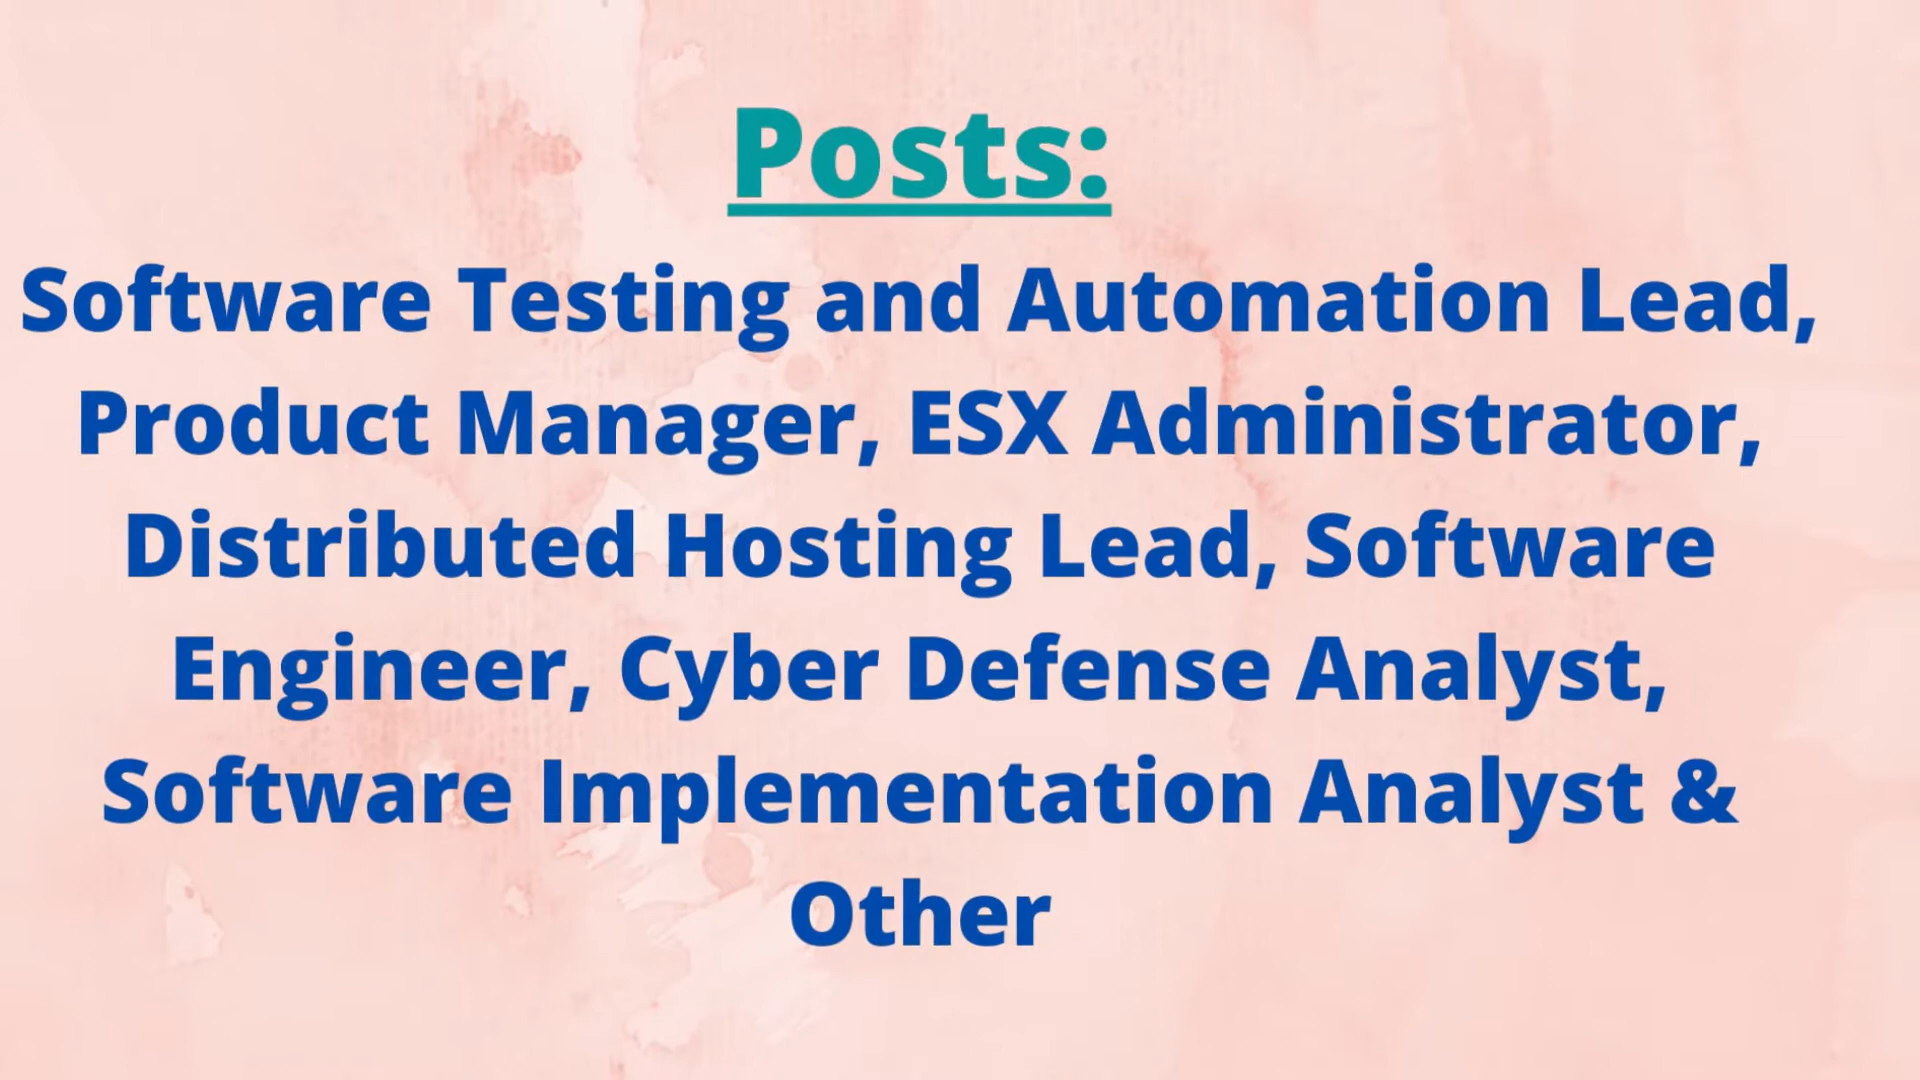 Posts:
Software Testing and Automation Lead,
Product Manager, ESX Administrator,
Distributed Hosting Lead, Software
Engineer, Cyber Defense Analyst,
Software Implementation Analyst &
Other